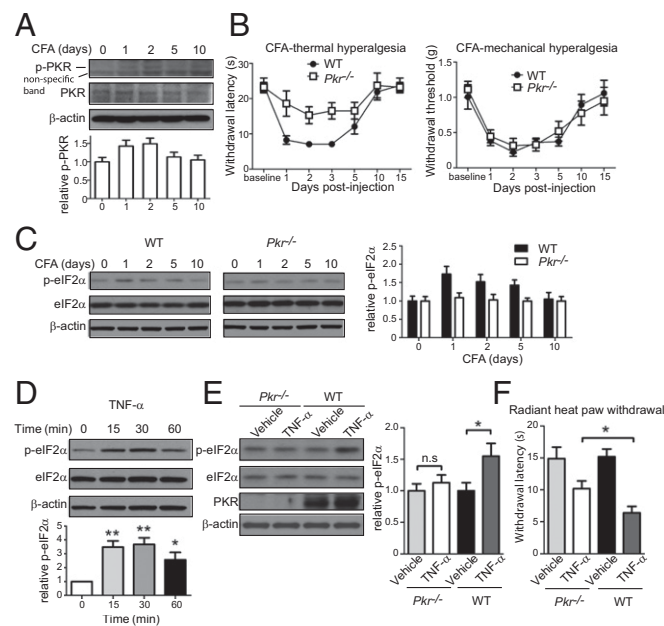 A
CFA (days) 0 1 2 5 10
p-PKR
non-specific
band
PKR
β-actin
relative p-PKR
2.0
1.5
1.0
0.5
0
0 1 2 5 10
B
CFA-thermal hyperalgesia
WT
Pkr-/-
Withdrawal latency (s)
30
20
10
0
baseline 1 2 3 5 10 15
Days post-injection
CFA-mechanical hyperalgesia
WT
Pkr-/-
Withdrawal threshold (g)
1.5
1.0
0.5
0
baseline 1 2 3 5 10 15
Days post-injection
C
WT Pkr-/-
CFA (days) 0 1 2 5 10 0 1 2 5 10
p-eIF2α
eIF2α
β-actin
WT
Pkr-/-
relative p-eIF2α
2.0
1.5
1.0
0.5
0
0 1 2 5 10
CFA (days)
D
TNF-α
Time (min) 0 15 30 60
p-eIF2α
eIF2α
β-actin
relative p-eIF2α
5
4
3
2
1
0
** ** *
0 15 30 60
Time (min)
E
Pkr-/- WT
Vehicle TNF-α Vehicle TNF-α
p-eIF2α
eIF2α
PKR
β-actin
relative p-eIF2α
2.0
1.5
1.0
0.5
0
n.s *
Vehicle TNF-α Vehicle TNF-α
Pkr-/- WT
F
Radiant heat paw withdrawal
Withdrawal latency (s)
20
15
10
5
0
*
Vehicle TNF-α Vehicle TNF-α
Pkr-/- WT